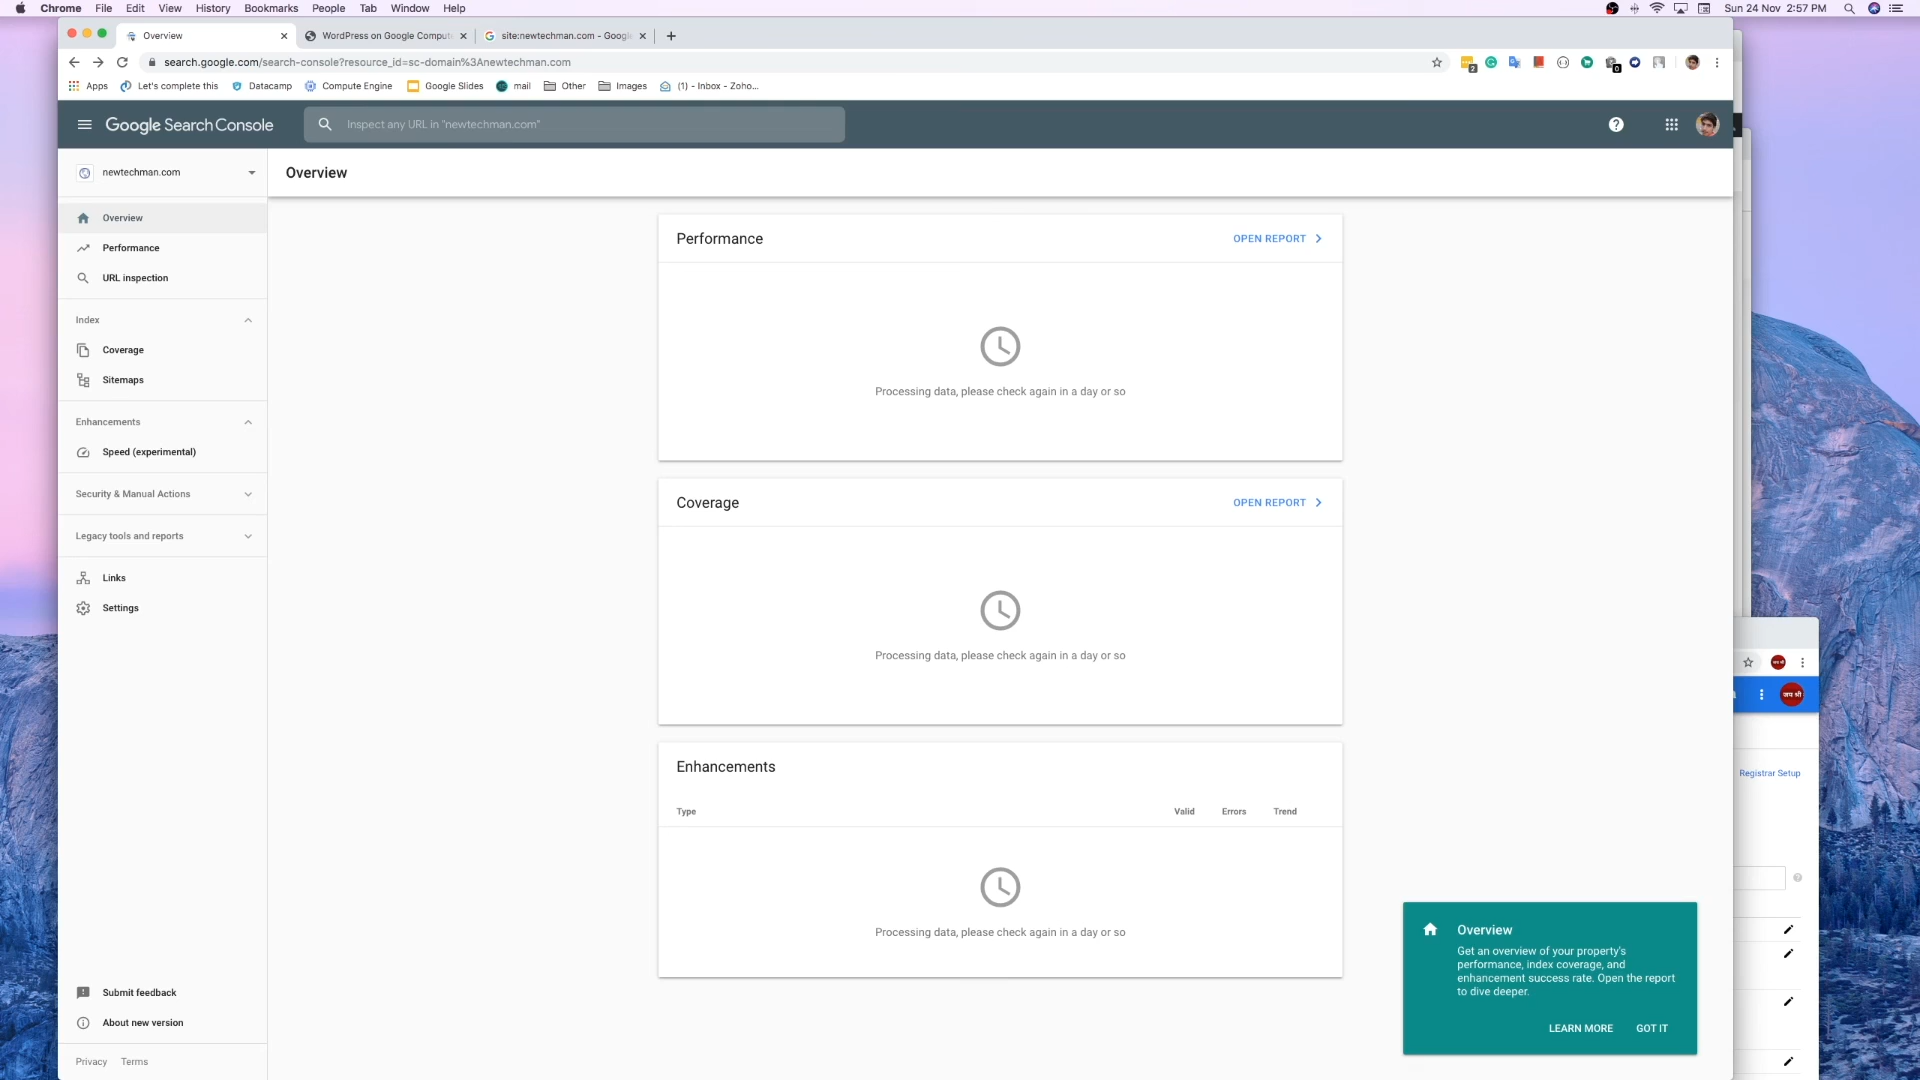 Chrome File Edit View History Bookmarks People Tab Window Help
Sun 24 Nov 2:57 PM
Overview
WordPress on Google Comput
site:newtechman.com - Googl
search.google.com/search-console?resource_id=sc-domain%3Anewtechman.com
Apps
Let's complete this
Datacamp
Compute Engine
Google Slides
mail
Other
Images
(1) - Inbox - Zoho...
Google Search Console
Inspect any URL in "newtechman.com"
newtechman.com
Overview
Overview
Performance
URL inspection
Index
Coverage
Sitemaps
Enhancements
Speed (experimental)
Security & Manual Actions
Legacy tools and reports
Links
Settings
Submit feedback
About new version
Privacy Terms
Performance
OPEN REPORT
Processing data, please check again in a day or so
Coverage
OPEN REPORT
Processing data, please check again in a day or so
Enhancements
Type Valid Errors Trend
Processing data, please check again in a day or so
Overview
Get an overview of your property's
performance, index coverage, and
enhancement success rate. Open the report
to dive deeper.
LEARN MORE GOT IT
जय श्री
Registrar Setup